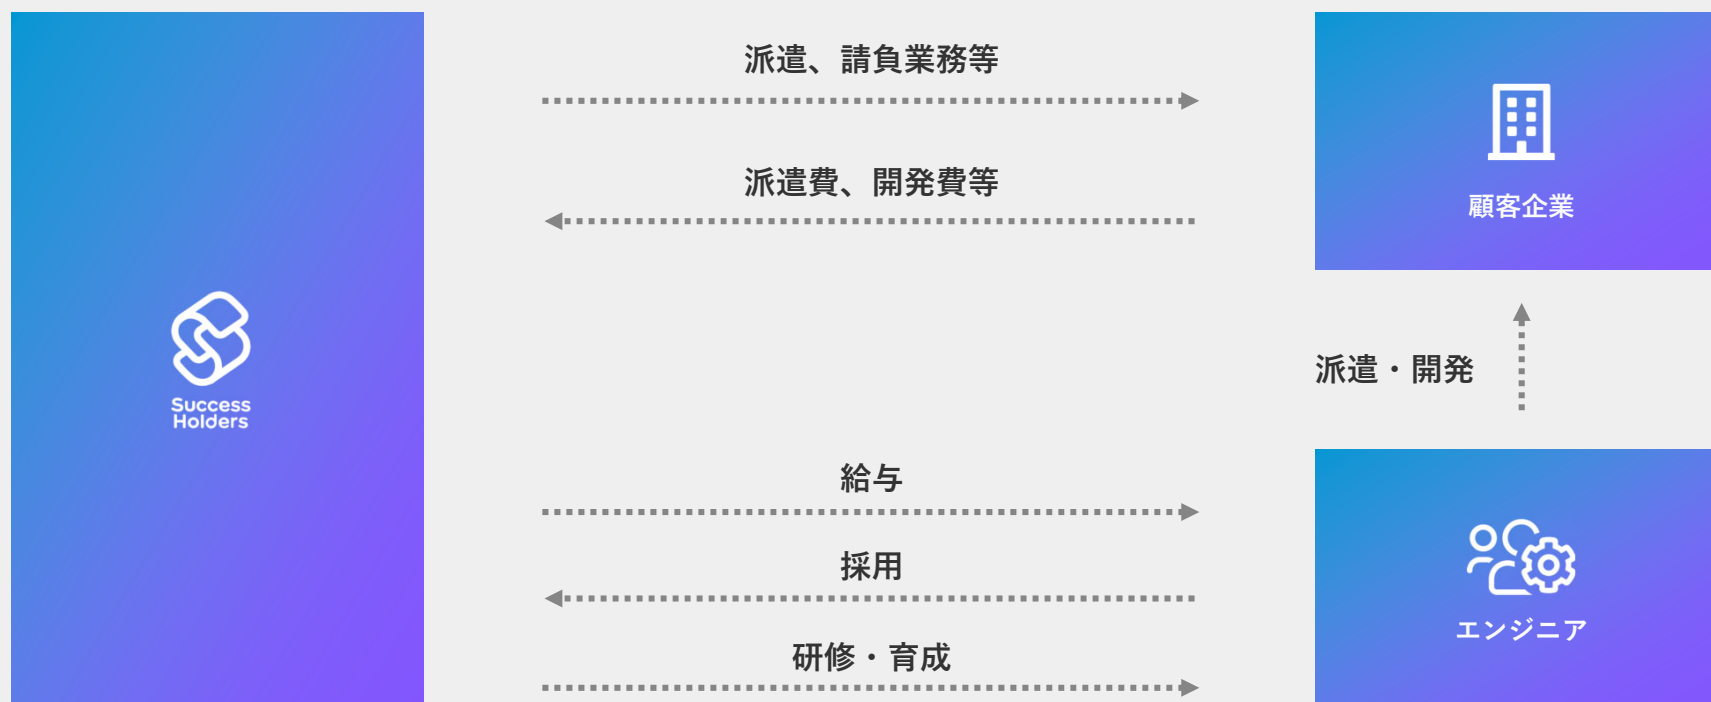 派遣、請負業務等
派遣費、開発費等
顧客企業
派遣・開発
Success
Holders
給与
採用
エンジニア
研修・育成